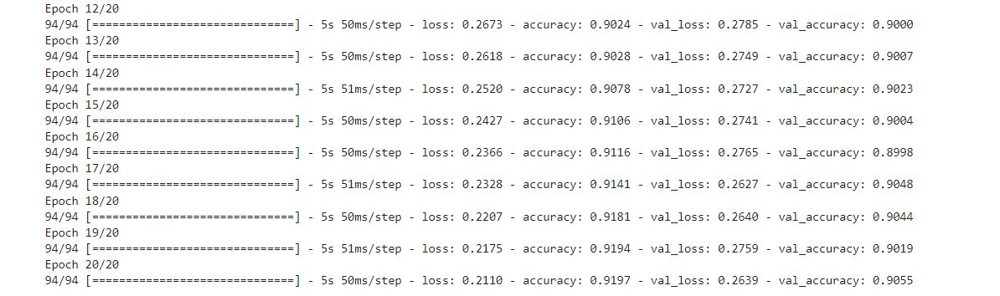 Epoch 12/20
94/94 [==============================] - 5s 50ms/step - loss: 0.2673 - accuracy: 0.9024 - val_loss: 0.2785 - val_accuracy: 0.9000
Epoch 13/20
94/94 [==============================] - 5s 50ms/step - loss: 0.2618 - accuracy: 0.9028 - val_loss: 0.2749 - val_accuracy: 0.9007
Epoch 14/20
94/94 [==============================] - 5s 51ms/step - loss: 0.2520 - accuracy: 0.9078 - val_loss: 0.2727 - val_accuracy: 0.9023
Epoch 15/20
94/94 [==============================] - 5s 50ms/step - loss: 0.2427 - accuracy: 0.9106 - val_loss: 0.2741 - val_accuracy: 0.9004
Epoch 16/20
94/94 [==============================] - 5s 50ms/step - loss: 0.2366 - accuracy: 0.9116 - val_loss: 0.2765 - val_accuracy: 0.8998
Epoch 17/20
94/94 [==============================] - 5s 51ms/step - loss: 0.2328 - accuracy: 0.9141 - val_loss: 0.2627 - val_accuracy: 0.9048
Epoch 18/20
94/94 [==============================] - 5s 50ms/step - loss: 0.2207 - accuracy: 0.9181 - val_loss: 0.2640 - val_accuracy: 0.9044
Epoch 19/20
94/94 [==============================] - 5s 51ms/step - loss: 0.2175 - accuracy: 0.9194 - val_loss: 0.2759 - val_accuracy: 0.9019
Epoch 20/20
94/94 [==============================] - 5s 50ms/step - loss: 0.2110 - accuracy: 0.9197 - val_loss: 0.2639 - val_accuracy: 0.9055